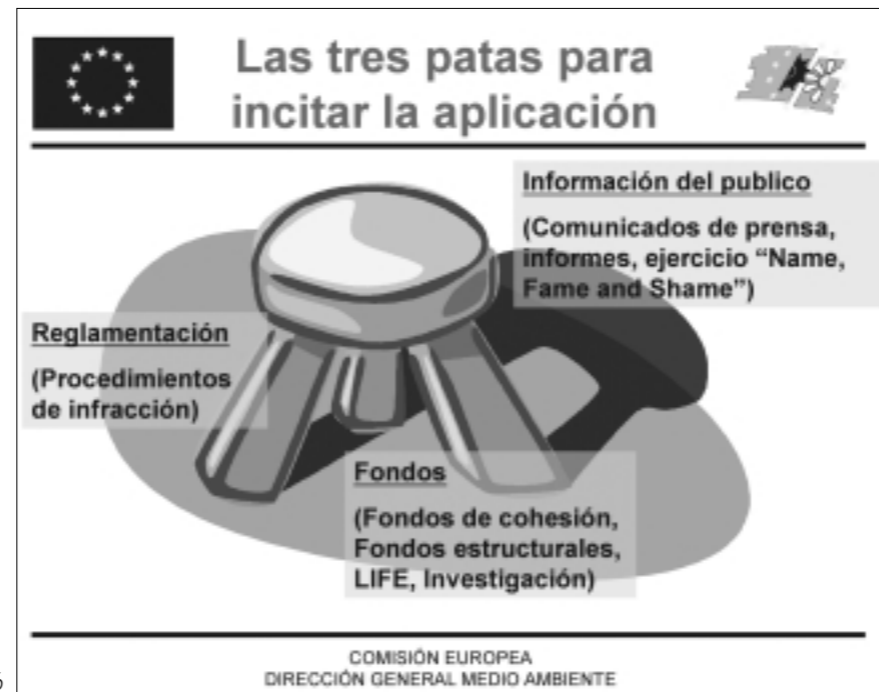 Las tres patas para
incitar la aplicación
Información del publico
(Comunicados de prensa,
informes, ejercicio “Name,
Fame and Shame”)
Reglamentación
(Procedimientos
de infracción)
Fondos
(Fondos de cohesión,
Fondos estructurales,
LIFE, Investigación)
COMISIÓN EUROPEA
DIRECCIÓN GENERAL MEDIO AMBIENTE